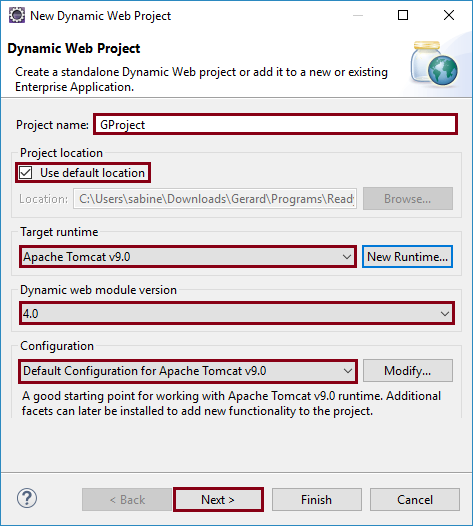 New Dynamic Web Project
Dynamic Web Project
Create a standalone Dynamic Web project or add it to a new or existing
Enterprise Application.
Project name: GProject
Project location
Use default location
Location: C:\Users\sabine\Downloads\Gerard\Programs\Ready Browse...
Target runtime
Apache Tomcat v9.0 New Runtime...
Dynamic web module version
4.0
Configuration
Default Configuration for Apache Tomcat v9.0 Modify...
A good starting point for working with Apache Tomcat v9.0 runtime. Additional
facets can later be installed to add new functionality to the project.
? < Back Next > Finish Cancel